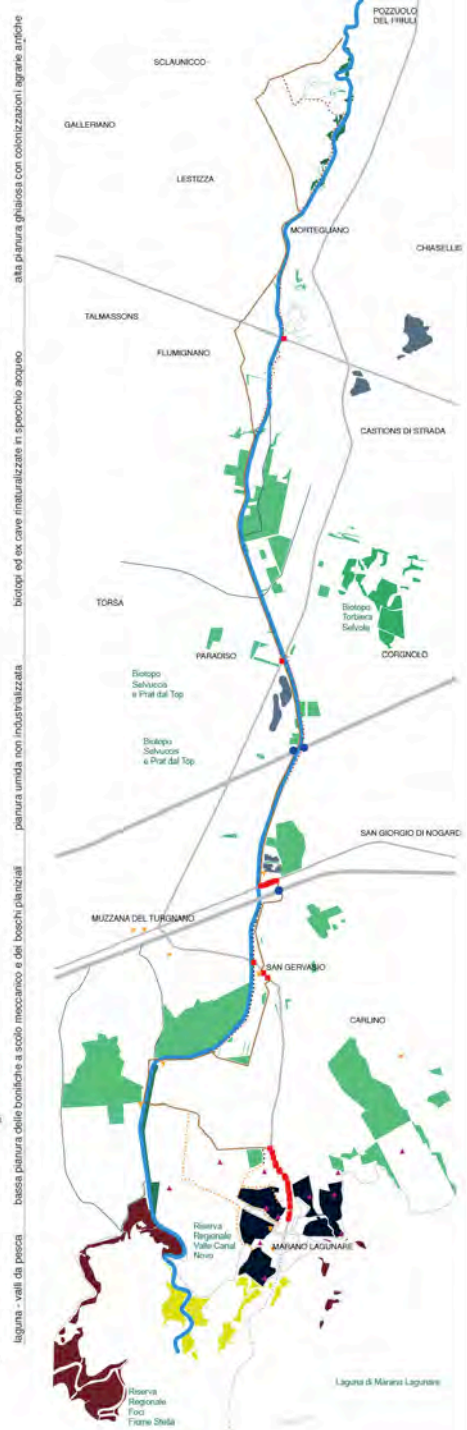 POZZUOLO
DEL FRIULI
SCLAUNICCO
GALLERIANO
LESTIZZA
MORTEGLIANO
CHIASELLIS
TALMASSONS
FLUMIGNANO
CASTIONS DI STRADA
TORSA
Biotopo
Torbiera
Selvote
PARADISO
CORGNOLO
Biotopo
Selvuccis
e Prat dal Top
Biotopo
Selvuccis
e Prat dal Top
SAN GIORGIO DI NOGARO
MUZZANA DEL TURGNANO
SAN GERVASIO
CARLINO
Riserva
Regionale
Valle Canal
Novo
MARANO LAGUNARE
Laguna di Marano Lagunare
Riserva
Regionale
Foci
Fiume Stella
alta pianura ghiaiosa con colonizzazioni agrarie antiche
biotopi ed ex cave rinaturalizzate in specchio acqueo
pianura umida non industrializzata
bassa pianura delle bonifiche a scolo meccanico e dei boschi planiziali
laguna - valli da pesca